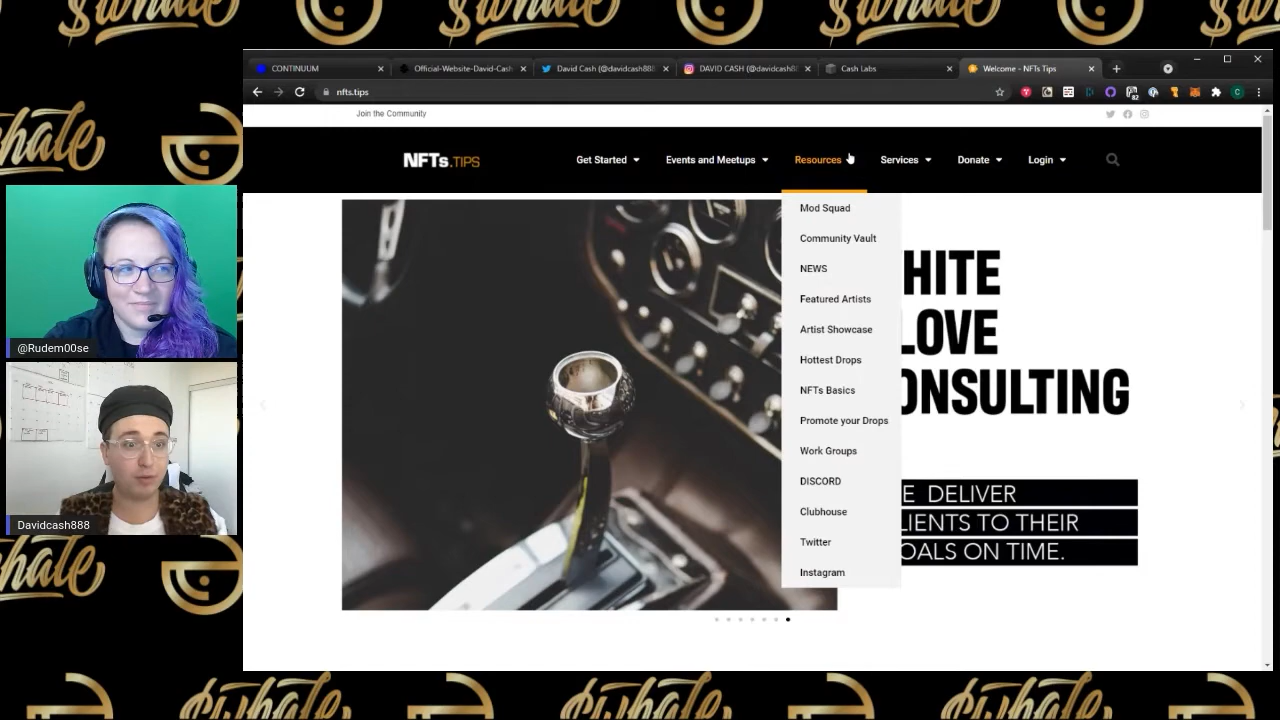 $whale
CONTINUUM
Official-Website-David-Cash
David Cash (@davidcash888
DAVID CASH (@davidcash8
Cash Labs
Welcome - NFTs Tips
nfts.tips
Join the Community
NFTs.TIPS
Get Started
Events and Meetups
Resources
Services
Donate
Login
Mod Squad
Community Vault
NEWS
Featured Artists
Artist Showcase
Hottest Drops
NFTs Basics
Promote your Drops
Work Groups
DISCORD
Clubhouse
Twitter
Instagram
HITE
LOVE
ONSULTING
E DELIVER
LIENTS TO THEIR
OALS ON TIME.
@Rudem00se
Davidcash888